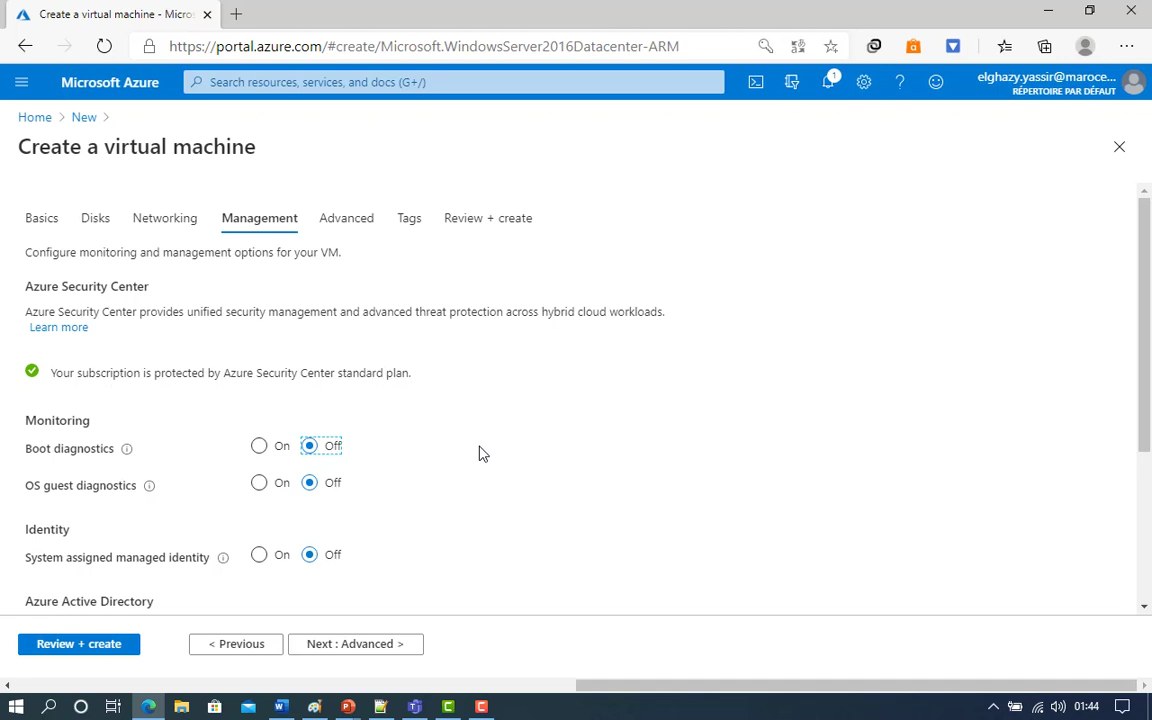 Create a virtual machine - Micros
https://portal.azure.com/#create/Microsoft.WindowsServer2016Datacenter-ARM
Microsoft Azure
Search resources, services, and docs (G+/)
1
elghazy.yassir@maroce...
RÉPERTOIRE PAR DÉFAUT
Home > New >
Create a virtual machine
Basics Disks Networking Management Advanced Tags Review + create
Configure monitoring and management options for your VM.
Azure Security Center
Azure Security Center provides unified security management and advanced threat protection across hybrid cloud workloads.
Learn more
Your subscription is protected by Azure Security Center standard plan.
Monitoring
Boot diagnostics On Off
OS guest diagnostics On Off
Identity
System assigned managed identity On Off
Azure Active Directory
Review + create < Previous Next : Advanced >
01:44